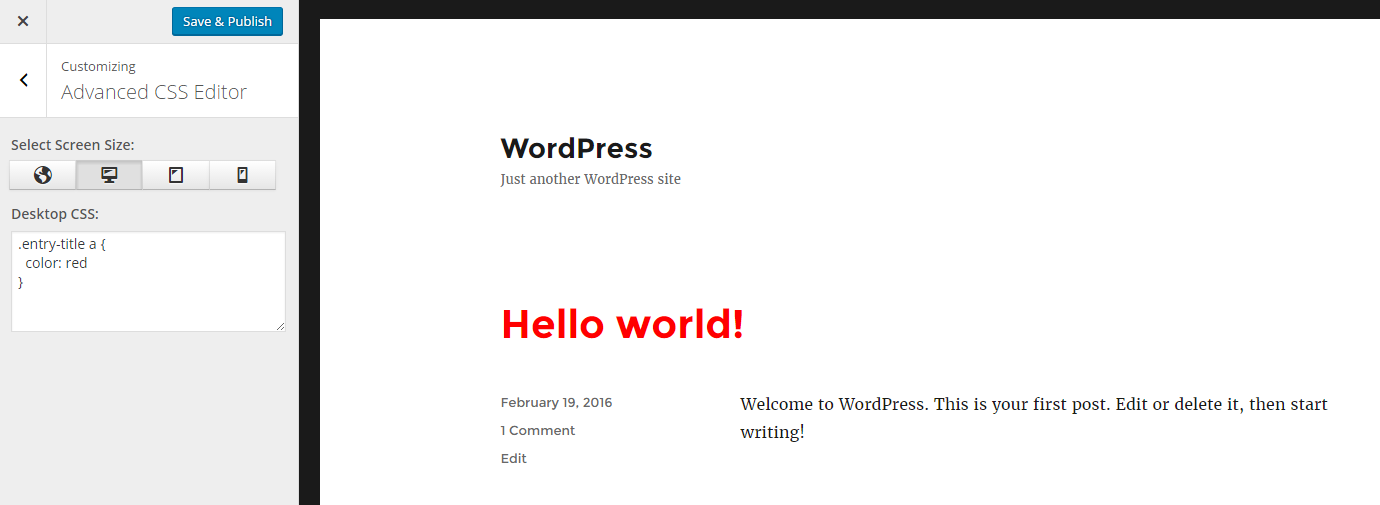 Save & Publish
Customizing
Advanced CSS Editor
Select Screen Size:
Desktop CSS:
.entry-title a {
  color: red
}
WordPress
Just another WordPress site
Hello world!
February 19, 2016
1 Comment
Edit
Welcome to WordPress. This is your first post. Edit or delete it, then start
writing!